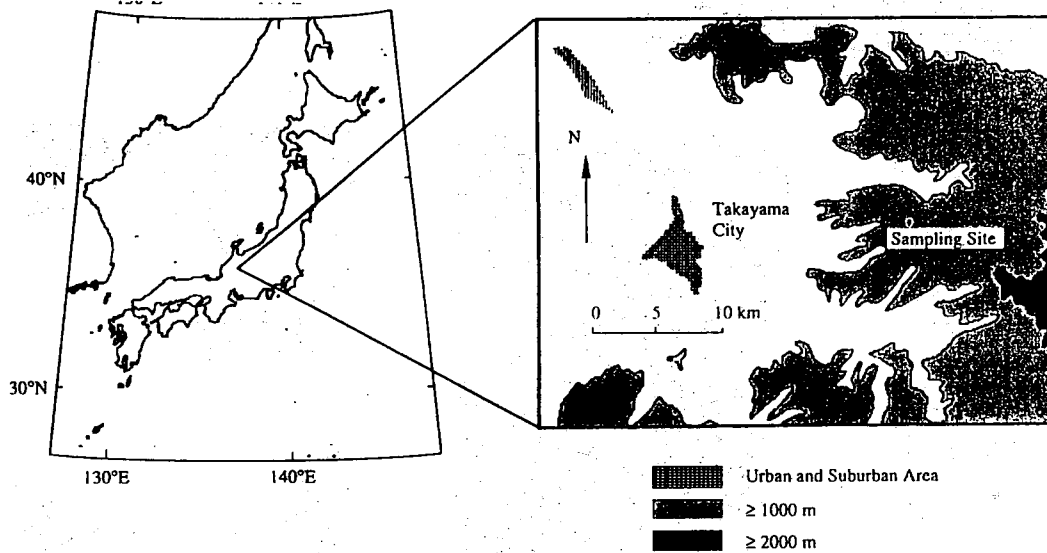 40°N
30°N
130°E
140°E
N
Takayama
City
Sampling Site
0 5 10 km
Urban and Suburban Area
≥ 1000 m
≥ 2000 m